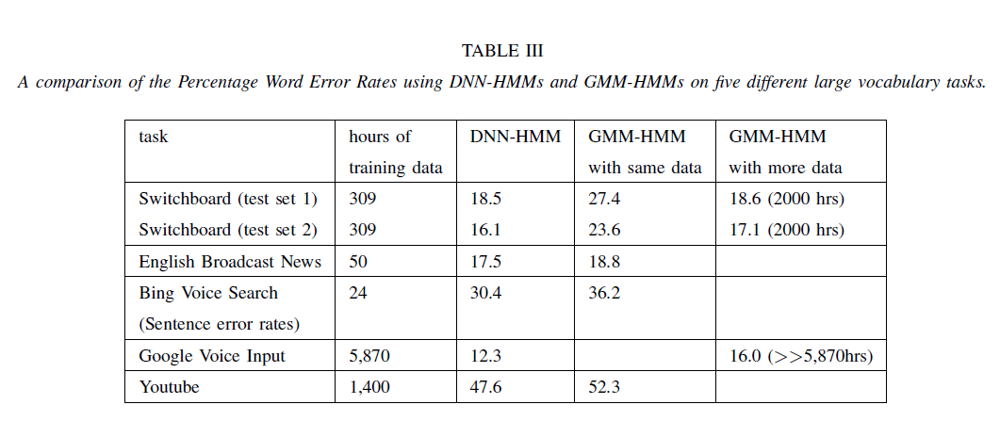 TABLE III
A comparison of the Percentage Word Error Rates using DNN-HMMs and GMM-HMMs on five different large vocabulary tasks.
task hours of DNN-HMM GMM-HMM GMM-HMM
training data with same data with more data
Switchboard (test set 1) 309 18.5 27.4 18.6 (2000 hrs)
Switchboard (test set 2) 309 16.1 23.6 17.1 (2000 hrs)
English Broadcast News 50 17.5 18.8
Bing Voice Search 24 30.4 36.2
(Sentence error rates)
Google Voice Input 5,870 12.3 16.0 (>>5,870hrs)
Youtube 1,400 47.6 52.3